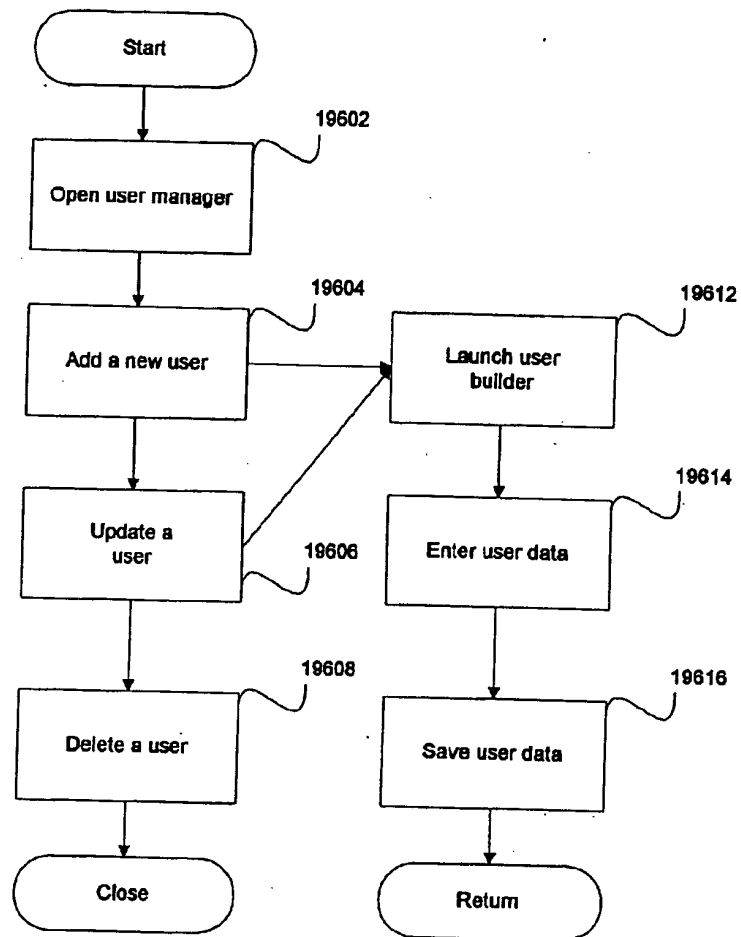 Start
19602
Open user manager
19604
Add a new user
19612
Launch user
builder
Update a
user
19606
19614
Enter user data
19608
Delete a user
19616
Save user data
Close
Return